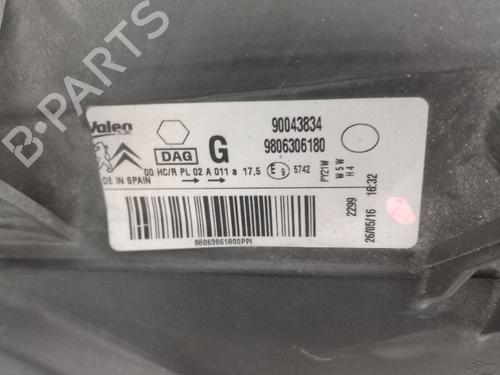 Valeo
DAG
G
90043834
9806306180
00 HC/R PL 02 A 011 a 17,5 E 9 5742
DE IN SPAIN
PY21W
W5W
H4
2299
26/05/16 16:32
98063061800PPI
B-PARTS